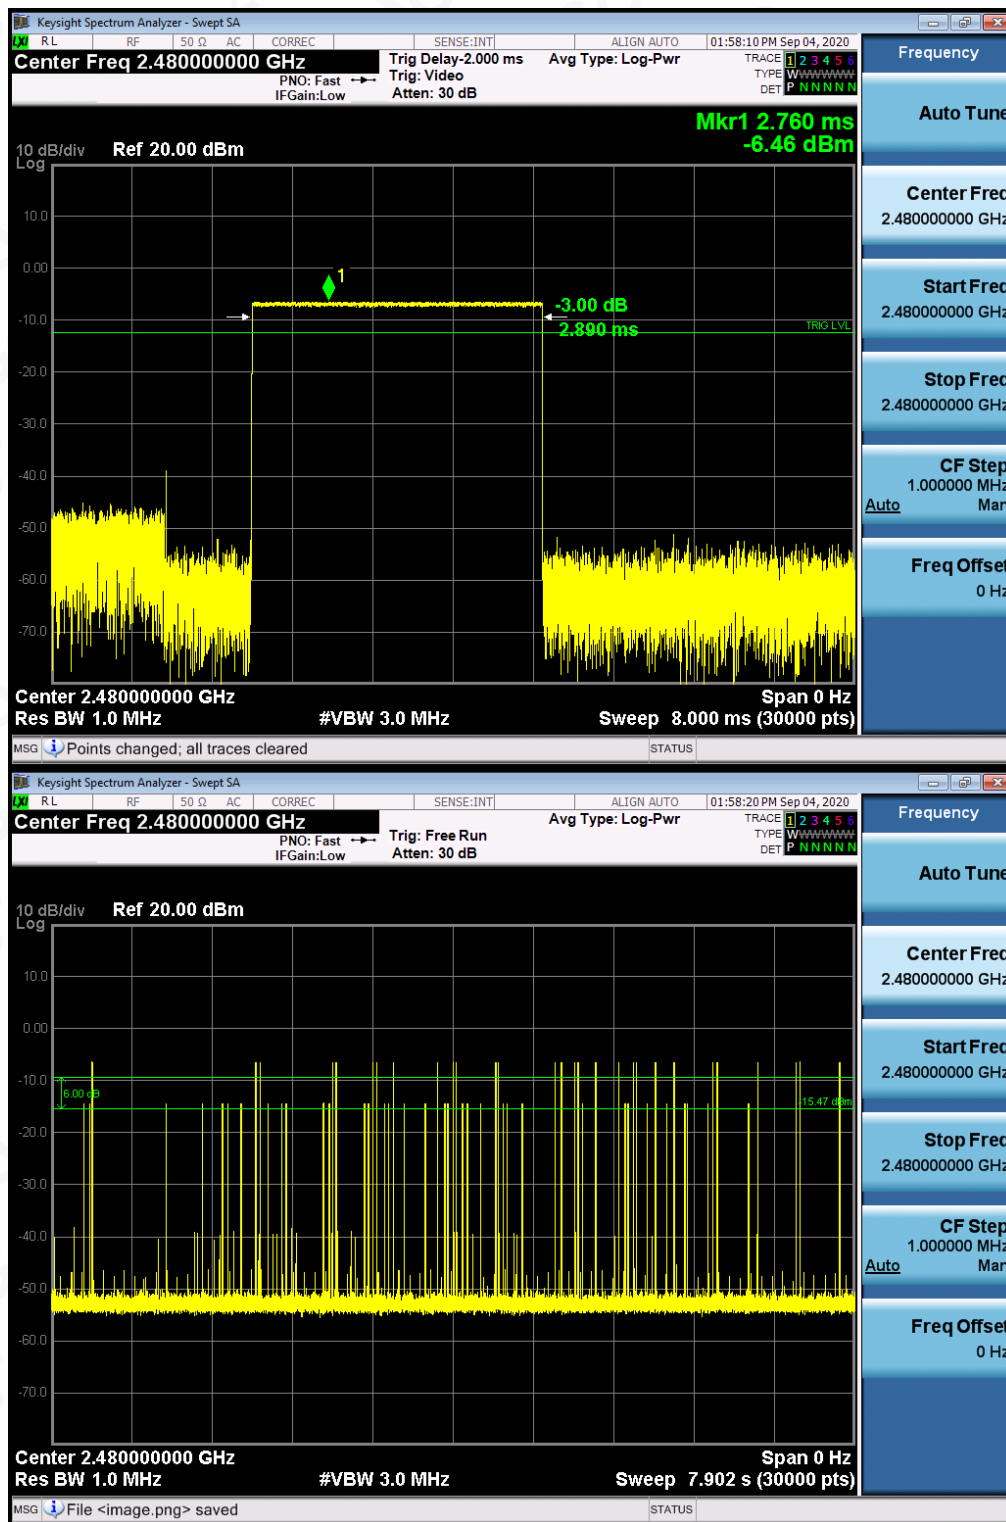 Keysight Spectrum Analyzer - Swept SA
LXI RL RF 50 Ω AC CORREC SENSE:INT ALIGN AUTO 01:58:10 PM Sep 04, 2020
Center Freq 2.480000000 GHz Trig Delay-2.000 ms Avg Type: Log-Pwr TRACE 1 2 3 4 5 6
PNO: Fast Trig: Video TYPE WWWWWWW
IFGain:Low Atten: 30 dB DET P N N N N N
Mkr1 2.760 ms
10 dB/div Ref 20.00 dBm -6.46 dBm
Log
10.0
0.00
1
-3.00 dB
-10.0
2.890 ms TRIG LVL
-20.0
-30.0
-40.0
-50.0
-60.0
-70.0
Center 2.480000000 GHz Span 0 Hz
Res BW 1.0 MHz #VBW 3.0 MHz Sweep 8.000 ms (30000 pts)
MSG Points changed; all traces cleared STATUS
Frequency
Auto Tune
Center Freq
2.480000000 GHz
Start Freq
2.480000000 GHz
Stop Freq
2.480000000 GHz
CF Step
1.000000 MHz
Auto Man
Freq Offset
0 Hz
Keysight Spectrum Analyzer - Swept SA
LXI RL RF 50 Ω AC CORREC SENSE:INT ALIGN AUTO 01:58:20 PM Sep 04, 2020
Center Freq 2.480000000 GHz Avg Type: Log-Pwr TRACE 1 2 3 4 5 6
PNO: Fast Trig: Free Run TYPE WWWWWWW
IFGain:Low Atten: 30 dB DET P N N N N N
10 dB/div Ref 20.00 dBm
Log
10.0
0.00
-10.0
6.00 dB -15.47 dBm
-20.0
-30.0
-40.0
-50.0
-60.0
-70.0
Center 2.480000000 GHz Span 0 Hz
Res BW 1.0 MHz #VBW 3.0 MHz Sweep 7.902 s (30000 pts)
MSG File <image.png> saved STATUS
Frequency
Auto Tune
Center Freq
2.480000000 GHz
Start Freq
2.480000000 GHz
Stop Freq
2.480000000 GHz
CF Step
1.000000 MHz
Auto Man
Freq Offset
0 Hz